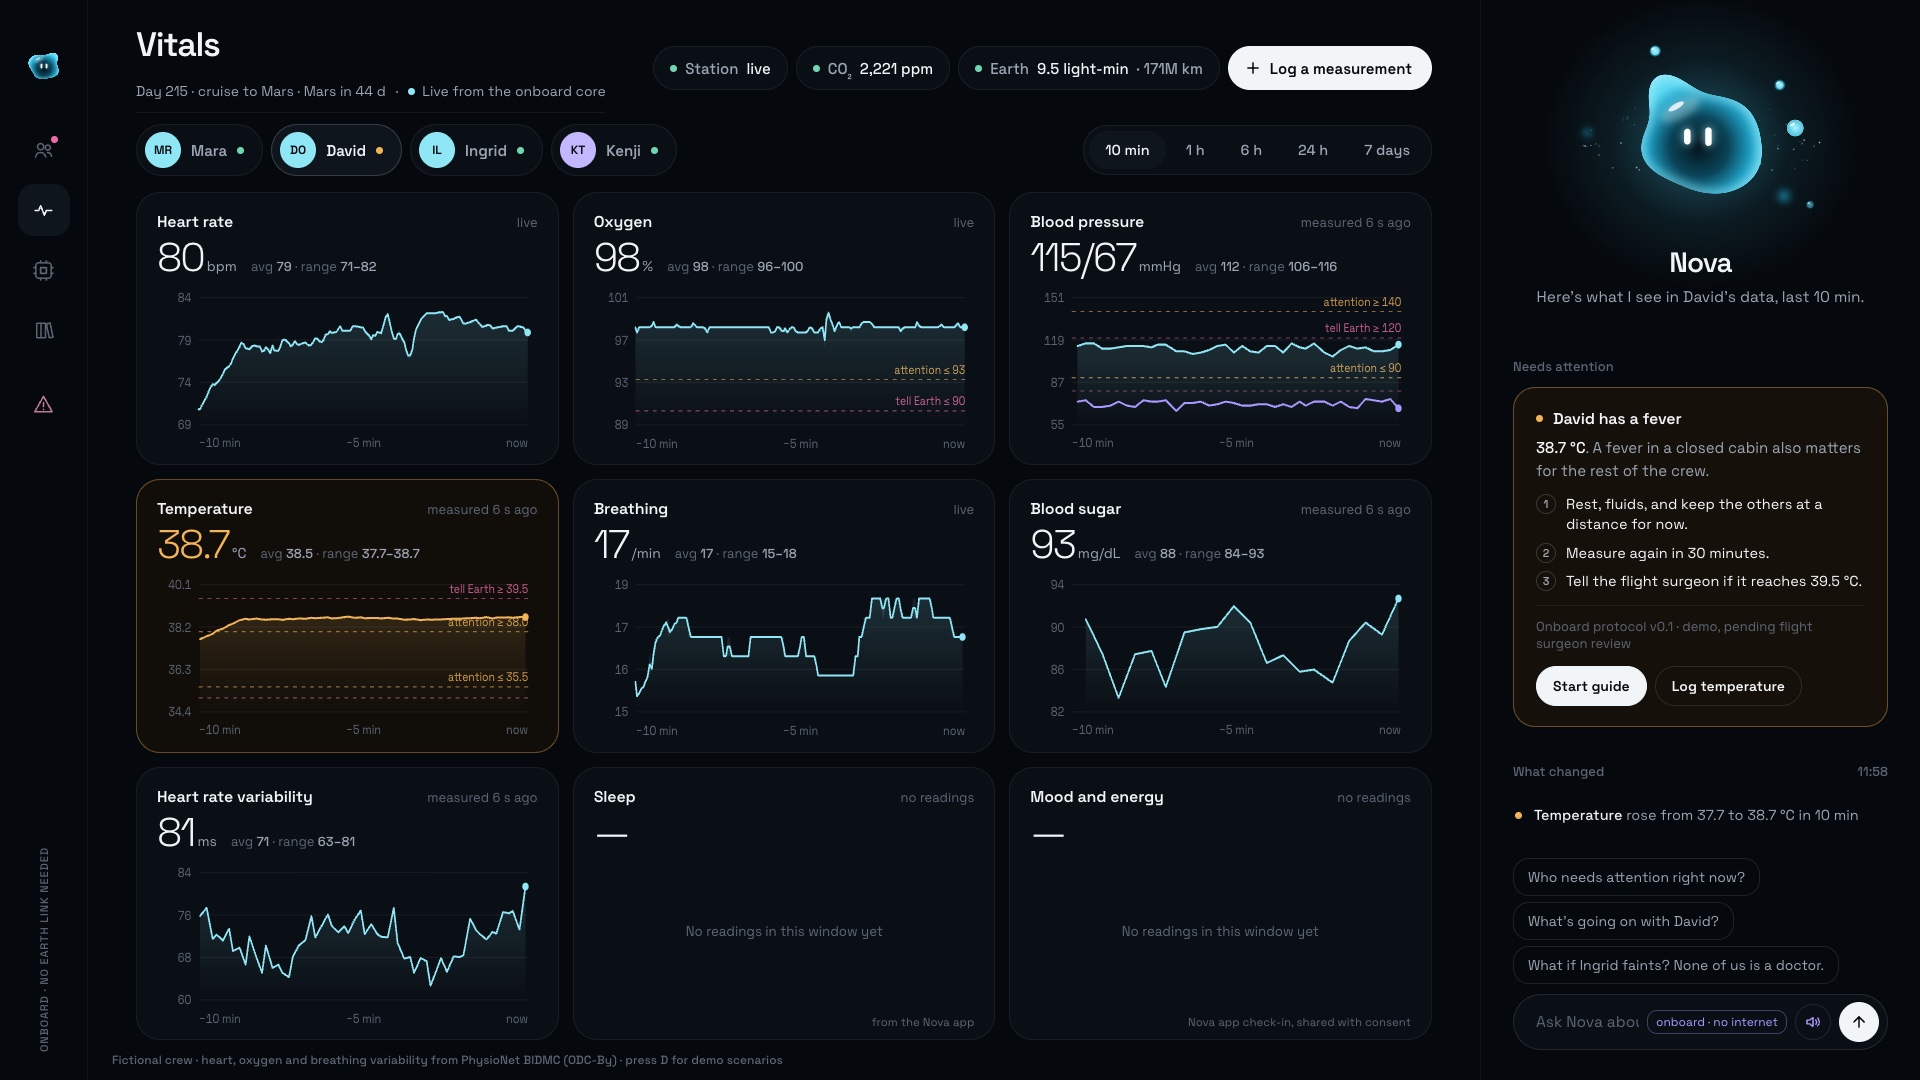 Vitals
Day 215 · cruise to Mars · Mars in 44 d · Live from the onboard core
Station live
CO₂ 2,221 ppm
Earth 9.5 light-min · 171M km
+ Log a measurement
MR Mara
DO David
IL Ingrid
KT Kenji
10 min
1 h
6 h
24 h
7 days
Heart rate
live
80 bpm avg 79 · range 71–82
84
79
74
69
−10 min
−5 min
now
Oxygen
live
98 % avg 98 · range 96–100
101
97
93
89
attention ≤ 93
tell Earth ≤ 90
−10 min
−5 min
now
Blood pressure
measured 6 s ago
115/67 mmHg avg 112 · range 106–116
151
119
87
55
attention ≥ 140
tell Earth ≥ 120
attention ≤ 90
−10 min
−5 min
now
Temperature
measured 6 s ago
38.7 °C avg 38.5 · range 37.7–38.7
40.1
38.2
36.3
34.4
tell Earth ≥ 39.5
attention ≥ 38.0
attention ≤ 35.5
−10 min
−5 min
now
Breathing
live
17 /min avg 17 · range 15–18
19
17
16
15
−10 min
−5 min
now
Blood sugar
measured 6 s ago
93 mg/dL avg 88 · range 84–93
94
90
86
82
−10 min
−5 min
now
Heart rate variability
measured 6 s ago
81 ms avg 71 · range 63–81
84
76
68
60
−10 min
−5 min
now
Sleep
no readings
—
No readings in this window yet
from the Nova app
Mood and energy
no readings
—
No readings in this window yet
Nova app check-in, shared with consent
Fictional crew · heart, oxygen and breathing variability from PhysioNet BIDMC (ODC-By) · press D for demo scenarios
ONBOARD · NO EARTH LINK NEEDED
Nova
Here's what I see in David's data, last 10 min.
Needs attention
David has a fever
38.7 °C. A fever in a closed cabin also matters
for the rest of the crew.
1 Rest, fluids, and keep the others at a
distance for now.
2 Measure again in 30 minutes.
3 Tell the flight surgeon if it reaches 39.5 °C.
Onboard protocol v0.1 · demo, pending flight
surgeon review
Start guide
Log temperature
What changed
11:58
Temperature rose from 37.7 to 38.7 °C in 10 min
Who needs attention right now?
What's going on with David?
What if Ingrid faints? None of us is a doctor.
Ask Nova abou
onboard · no internet